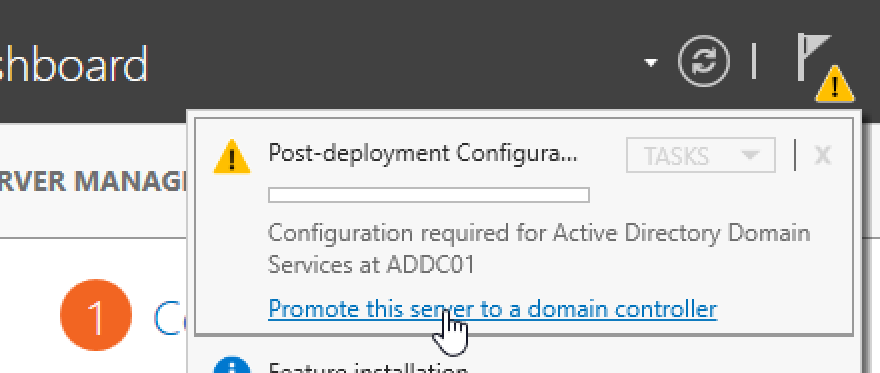 shboard
Post-deployment Configura...
TASKS
X
RVER MANAG
Configuration required for Active Directory Domain
Services at ADDC01
1
Promote this server to a domain controller
Feature installation